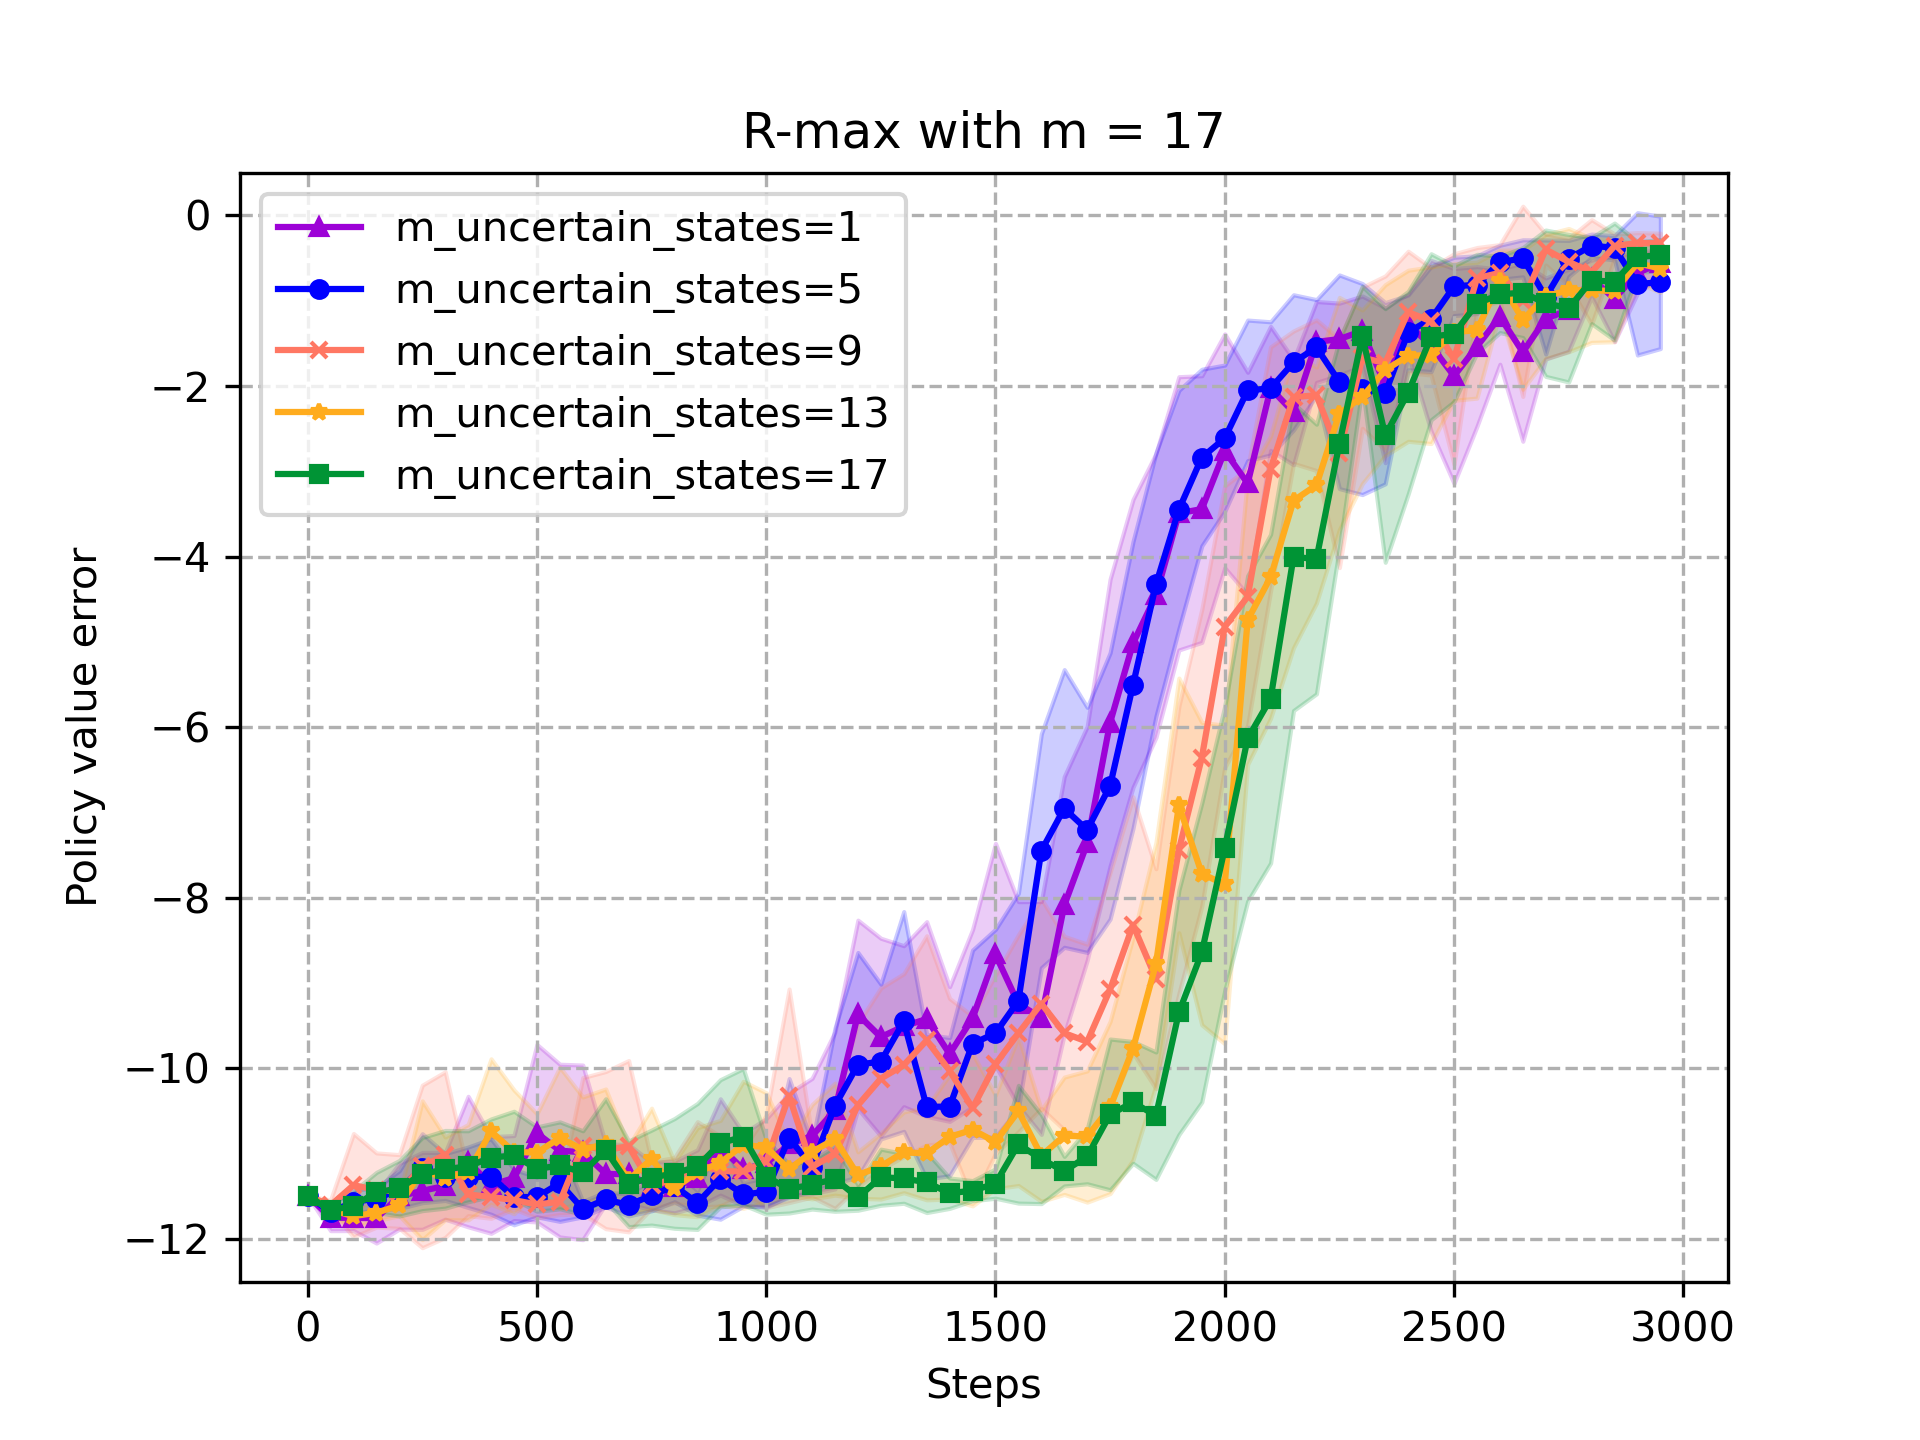 R-max with m = 17
m_uncertain_states=1
m_uncertain_states=5
m_uncertain_states=9
m_uncertain_states=13
m_uncertain_states=17
Policy value error
0
−2
−4
−6
−8
−10
−12
0 500 1000 1500 2000 2500 3000
Steps